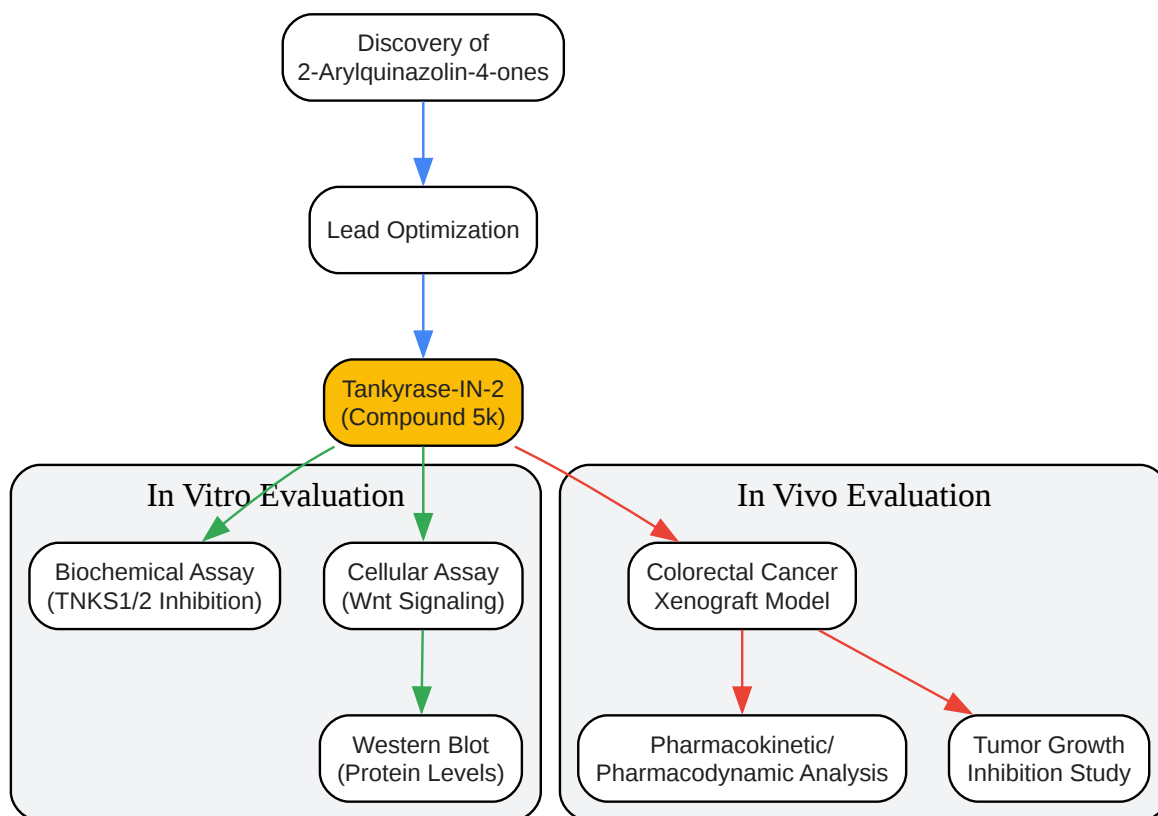 Discovery of
2-Arylquinazolin-4-ones
Lead Optimization
Tankyrase-IN-2
(Compound 5k)
In Vitro Evaluation
Biochemical Assay
(TNKS1/2 Inhibition)
Cellular Assay
(Wnt Signaling)
Western Blot
(Protein Levels)
In Vivo Evaluation
Colorectal Cancer
Xenograft Model
Pharmacokinetic/
Pharmacodynamic Analysis
Tumor Growth
Inhibition Study